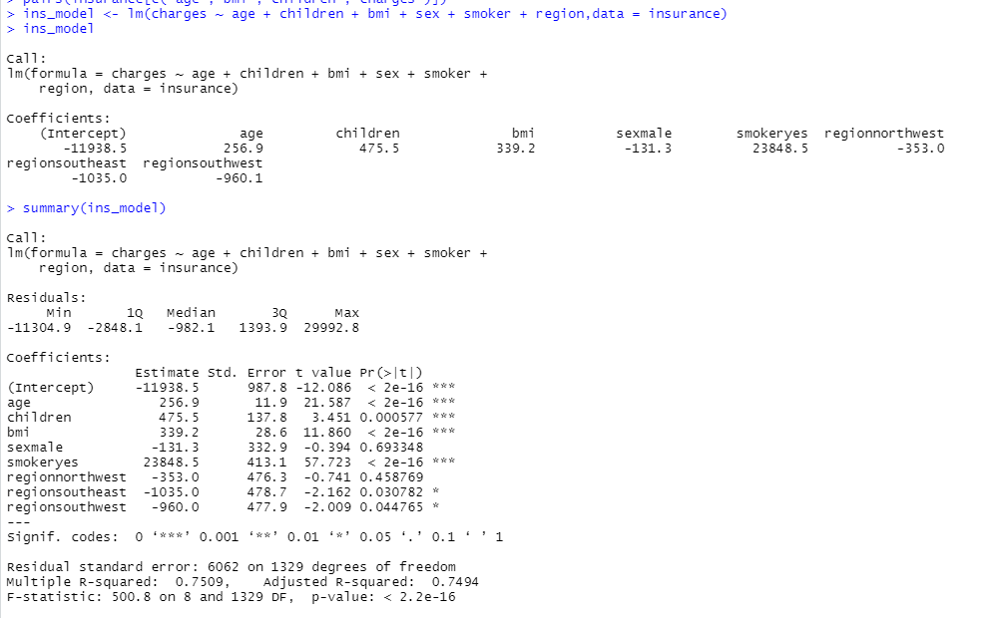 > ins_model <- lm(charges ~ age + children + bmi + sex + smoker + region,data = insurance)
> ins_model
Call:
lm(formula = charges ~ age + children + bmi + sex + smoker +
    region, data = insurance)
Coefficients:
    (Intercept)              age         children              bmi          sexmale        smokeryes  regionnorthwest
       -11938.5            256.9            475.5            339.2           -131.3          23848.5           -353.0
regionsoutheast  regionsouthwest
        -1035.0           -960.1
> summary(ins_model)
Call:
lm(formula = charges ~ age + children + bmi + sex + smoker +
    region, data = insurance)
Residuals:
     Min       1Q   Median       3Q      Max
-11304.9  -2848.1   -982.1   1393.9  29992.8
Coefficients:
                Estimate Std. Error t value Pr(>|t|)
(Intercept)     -11938.5      987.8 -12.086  < 2e-16 ***
age                256.9       11.9  21.587  < 2e-16 ***
children           475.5      137.8   3.451 0.000577 ***
bmi                339.2       28.6  11.860  < 2e-16 ***
sexmale           -131.3      332.9  -0.394 0.693348
smokeryes        23848.5      413.1  57.723  < 2e-16 ***
regionnorthwest   -353.0      476.3  -0.741 0.458769
regionsoutheast  -1035.0      478.7  -2.162 0.030782 *
regionsouthwest   -960.0      477.9  -2.009 0.044765 *
---
Signif. codes:  0 ‘***’ 0.001 ‘**’ 0.01 ‘*’ 0.05 ‘.’ 0.1 ‘ ’ 1
Residual standard error: 6062 on 1329 degrees of freedom
Multiple R-squared:  0.7509,    Adjusted R-squared:  0.7494
F-statistic: 500.8 on 8 and 1329 DF,  p-value: < 2.2e-16